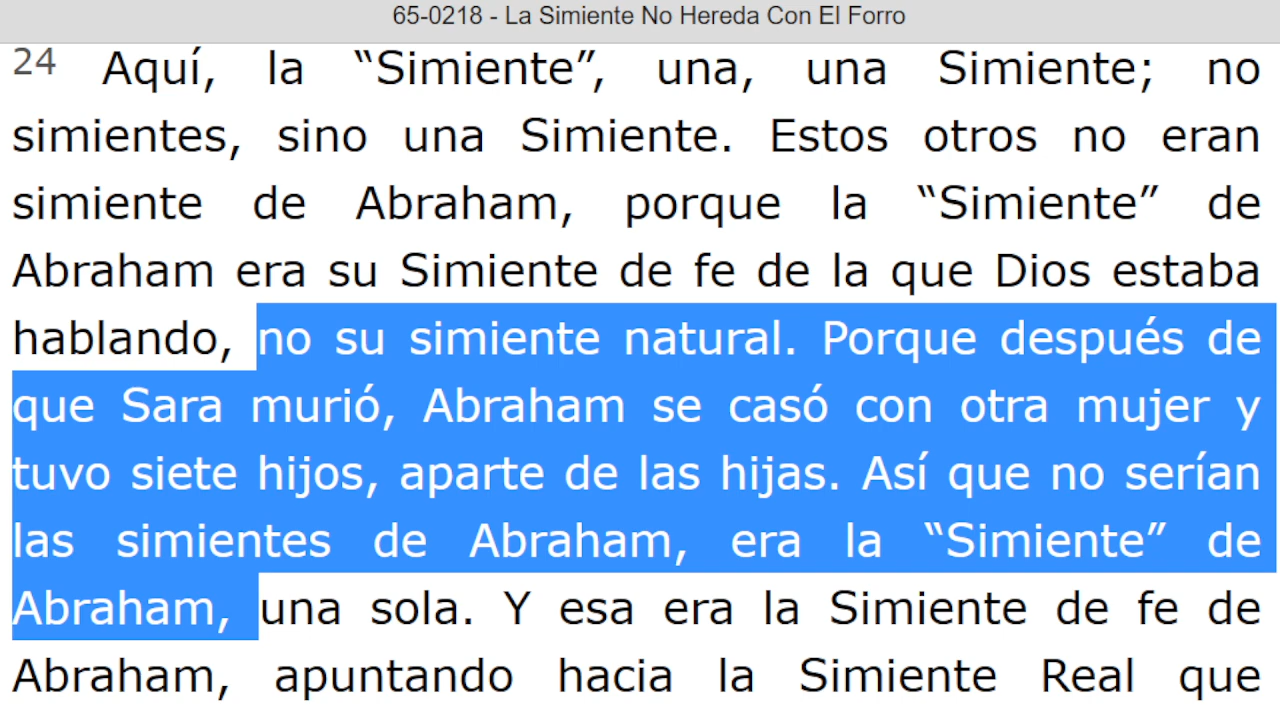 65-0218 - La Simiente No Hereda Con El Forro
24 Aquí, la “Simiente”, una, una Simiente; no
simientes, sino una Simiente. Estos otros no eran
simiente de Abraham, porque la “Simiente” de
Abraham era su Simiente de fe de la que Dios estaba
hablando, no su simiente natural. Porque después de
que Sara murió, Abraham se casó con otra mujer y
tuvo siete hijos, aparte de las hijas. Así que no serían
las simientes de Abraham, era la “Simiente” de
Abraham, una sola. Y esa era la Simiente de fe de
Abraham, apuntando hacia la Simiente Real que